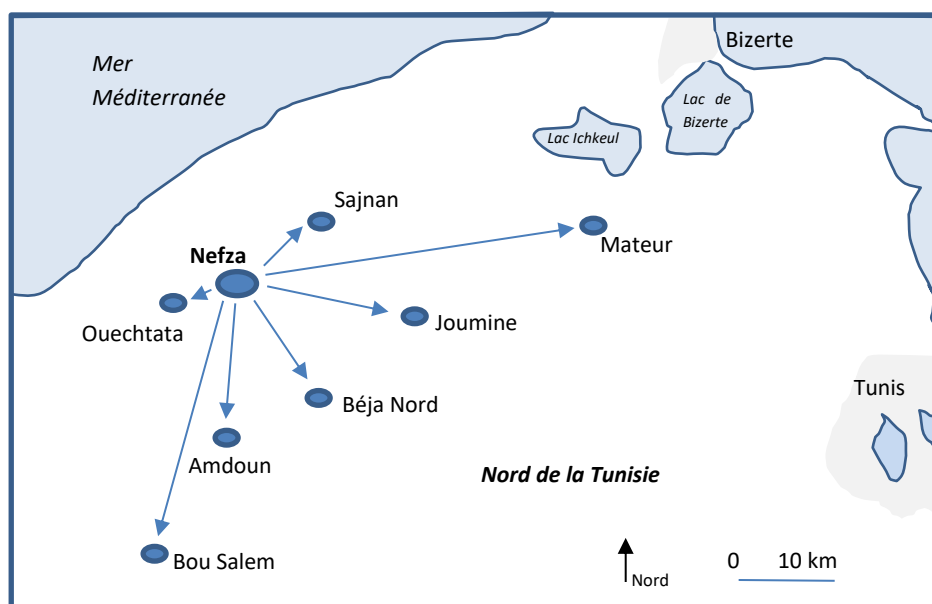 Bizerte
Mer
Méditerranée
Lac de
Bizerte
Lac Ichkeul
Sajnan
Mateur
Nefza
Joumine
Ouechtata
Tunis
Béja Nord
Amdoun
Nord de la Tunisie
Bou Salem
0 10 km
Nord